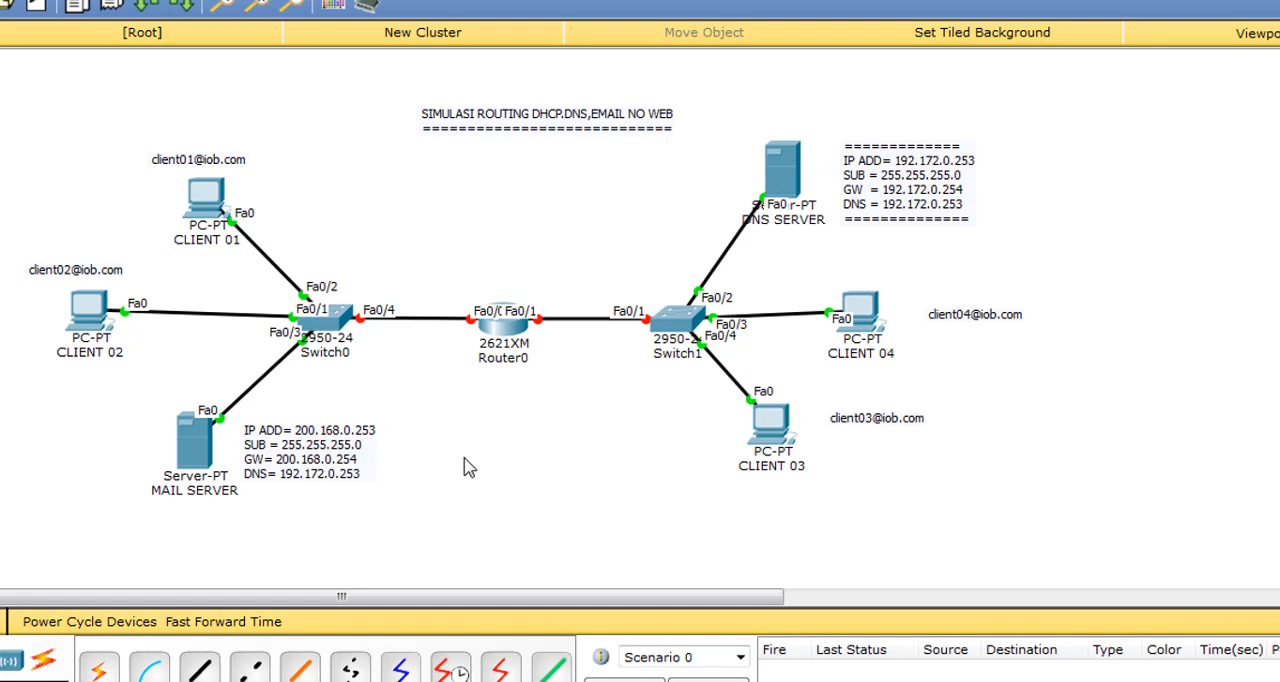 [Root]
New Cluster
Move Object
Set Tiled Background
SIMULASI ROUTING DHCP.DNS,EMAIL NO WEB
============================
client01@iob.com
Fa0
PC-PT
CLIENT 01
client02@iob.com
Fa0
PC-PT
CLIENT 02
Fa0/2
Fa0/1
Fa0/3
Fa0/4
2950-24
Switch0
Fa0
Server-PT
MAIL SERVER
IP ADD= 200.168.0.253
SUB = 255.255.255.0
GW= 200.168.0.254
DNS= 192.172.0.253
Fa0/1
2621XM
Router0
Fa0/1
Fa0/2
Fa0/3
Fa0/4
Switch1
Fa0
DNS SERVER
=============
IP ADD= 192.172.0.253
SUB = 255.255.255.0
GW = 192.172.0.254
DNS = 192.172.0.253
==============
Fa0
PC-PT
CLIENT 04
client04@iob.com
Fa0
PC-PT
CLIENT 03
client03@iob.com
Power Cycle Devices Fast Forward Time
Scenario 0
Fire Last Status Source Destination Type Color Time(sec)